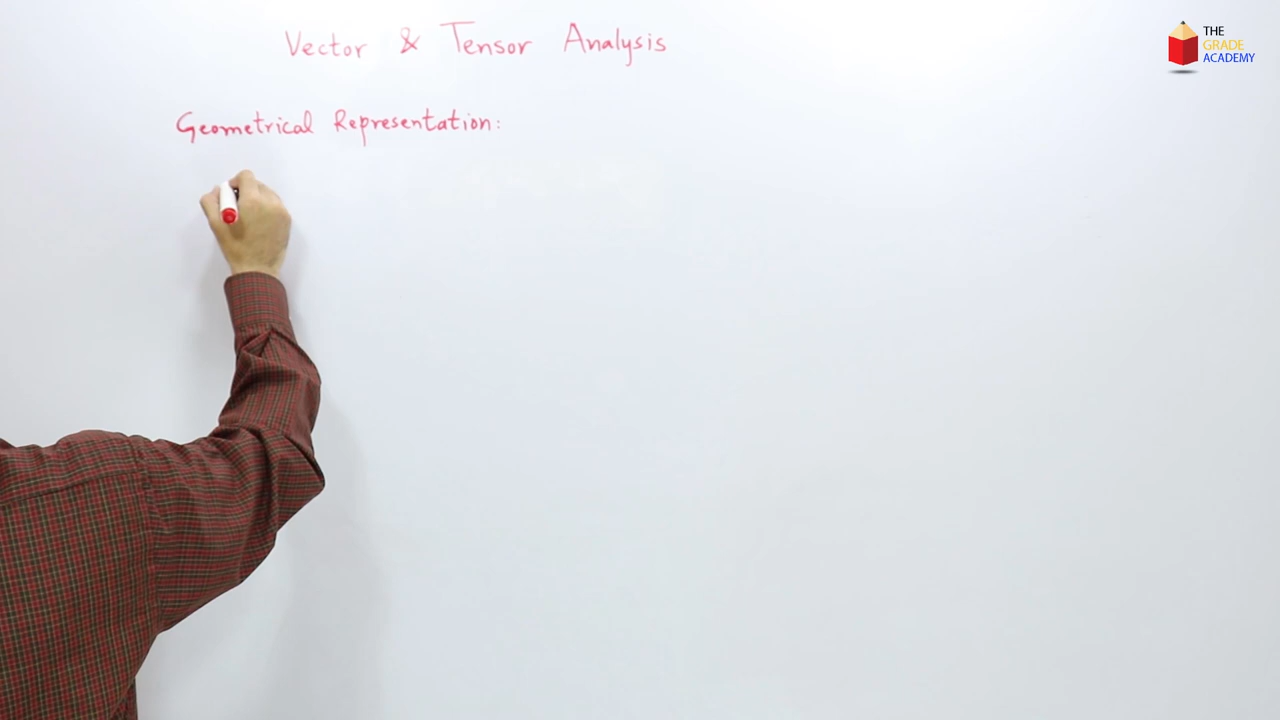 Vector & Tensor Analysis
THE
GRADE
ACADEMY
Geometrical Representation: